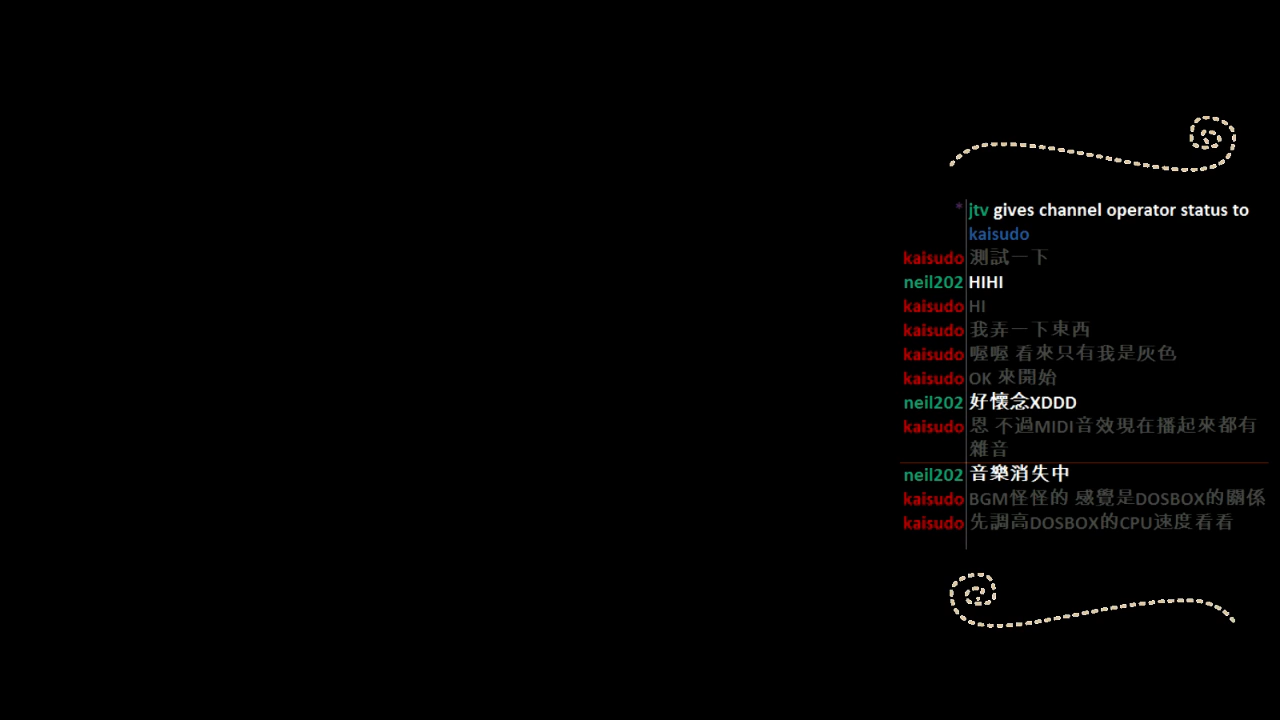 * jtv gives channel operator status to
kaisudo
kaisudo 測試一下
neil202 HIHI
kaisudo HI
kaisudo 我弄一下東西
kaisudo 喔喔 看來只有我是灰色
kaisudo OK 來開始
neil202 好懷念XDDD
kaisudo 恩 不過MIDI音效現在播起來都有
雜音
neil202 音樂消失中
kaisudo BGM怪怪的 感覺是DOSBOX的關係
kaisudo 先調高DOSBOX的CPU速度看看